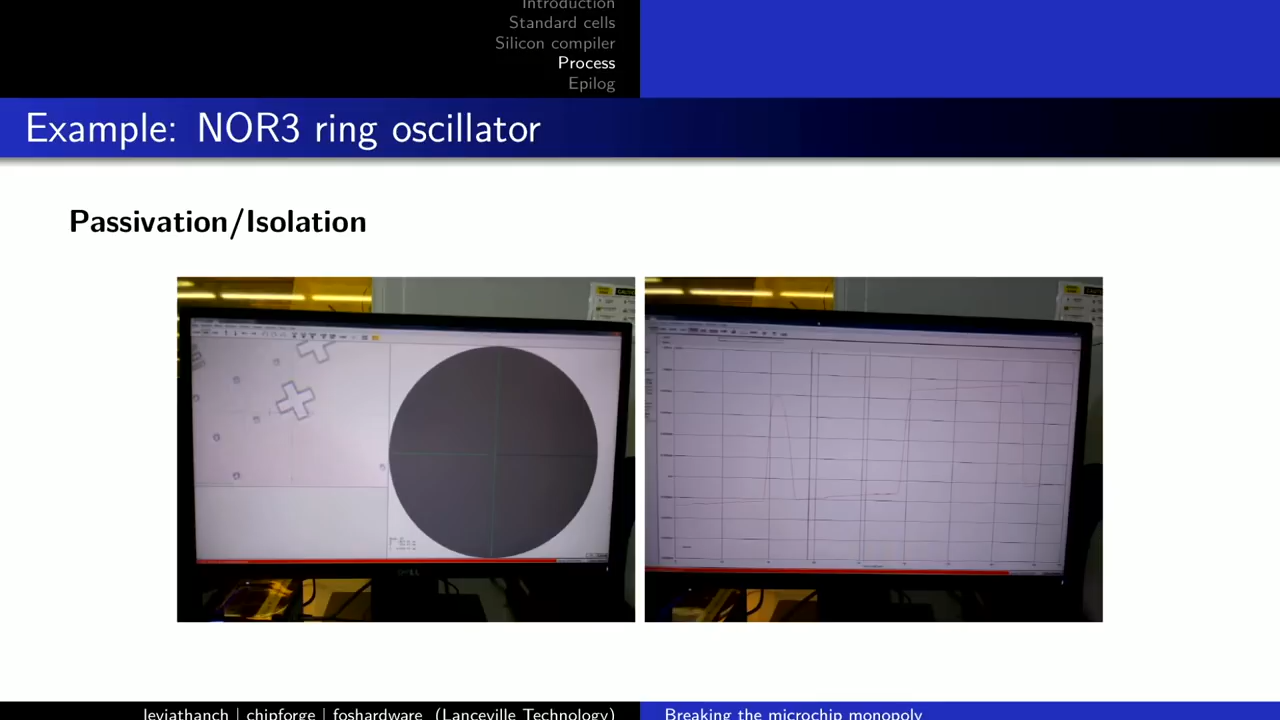 Introduction
Standard cells
Silicon compiler
Process
Epilog
Example: NOR3 ring oscillator
Passivation/Isolation
DELL
leviathanch | chipforge | foshardware (Lanceville Technology)
Breaking the microchip monopoly